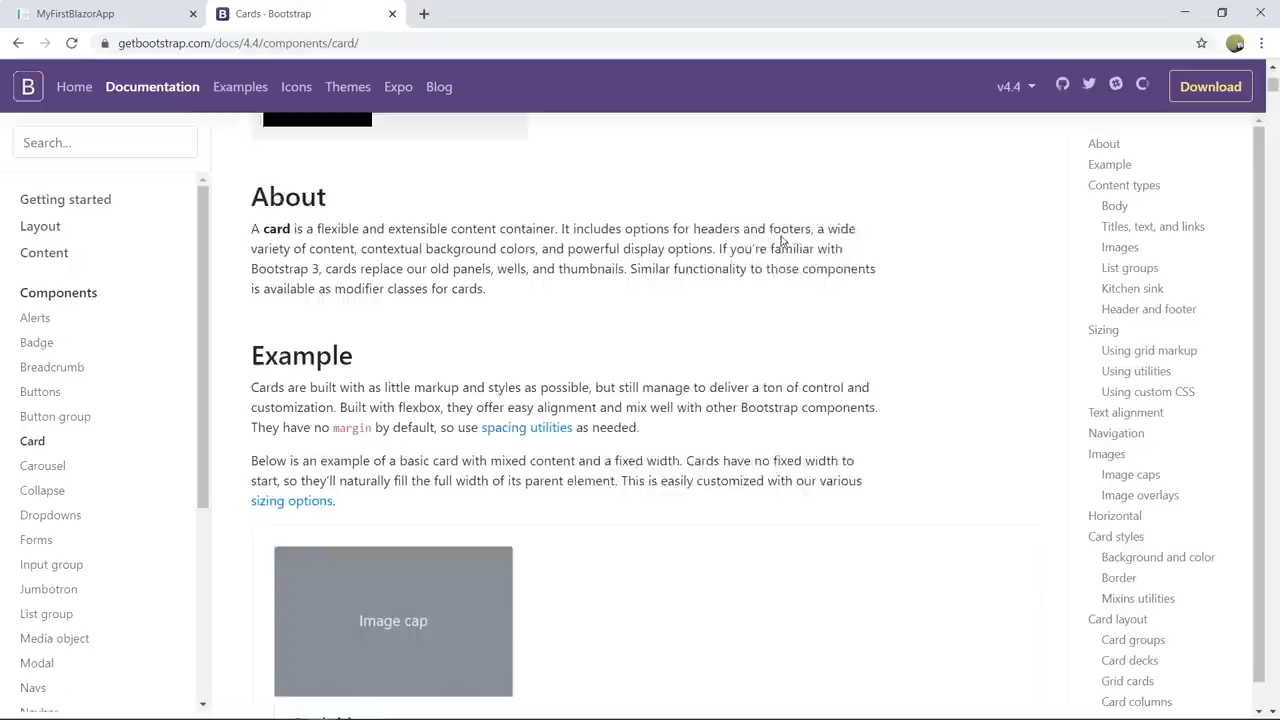 MyFirstBlazorApp
B Cards · Bootstrap
getbootstrap.com/docs/4.4/components/card/
B Home Documentation Examples Icons Themes Expo Blog v4.4 Download
Search...
Getting started
Layout
Content
Components
Alerts
Badge
Breadcrumb
Buttons
Button group
Card
Carousel
Collapse
Dropdowns
Forms
Input group
Jumbotron
List group
Media object
Modal
Navs
Navbar
About
A card is a flexible and extensible content container. It includes options for headers and footers, a wide
variety of content, contextual background colors, and powerful display options. If you're familiar with
Bootstrap 3, cards replace our old panels, wells, and thumbnails. Similar functionality to those components
is available as modifier classes for cards.
Example
Cards are built with as little markup and styles as possible, but still manage to deliver a ton of control and
customization. Built with flexbox, they offer easy alignment and mix well with other Bootstrap components.
They have no margin by default, so use spacing utilities as needed.
Below is an example of a basic card with mixed content and a fixed width. Cards have no fixed width to
start, so they'll naturally fill the full width of its parent element. This is easily customized with our various
sizing options.
Image cap
About
Example
Content types
Body
Titles, text, and links
Images
List groups
Kitchen sink
Header and footer
Sizing
Using grid markup
Using utilities
Using custom CSS
Text alignment
Navigation
Images
Image caps
Image overlays
Horizontal
Card styles
Background and color
Border
Mixins utilities
Card layout
Card groups
Card decks
Grid cards
Card columns